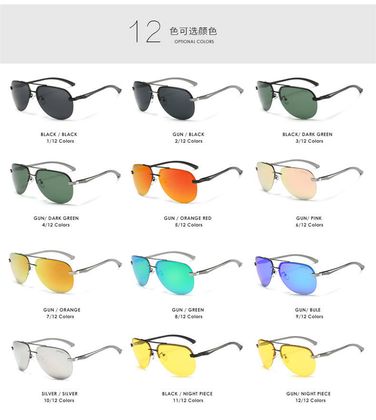 12 色可选颜色
OPTIONAL COLORS
BLACK / BLACK
1/12 Colors
GUN / BLACK
2/12 Colors
BLACK/ DARK GREEN
3/12 Colors
GUN/ DARK GREEN
4/12 Colors
GUN / ORANGE RED
5/12 Colors
GUN/ PINK
6/12 Colors
GUN / ORANGE
7/12 Colors
GUN / GREEN
8/12 Colors
GUN/ BULE
9/12 Colors
SILVER / SILVER
10/12 Colors
BLACK / NIGHT PIECE
11/12 Colors
GUN/ NIGHT PIECE
12/12 Colors